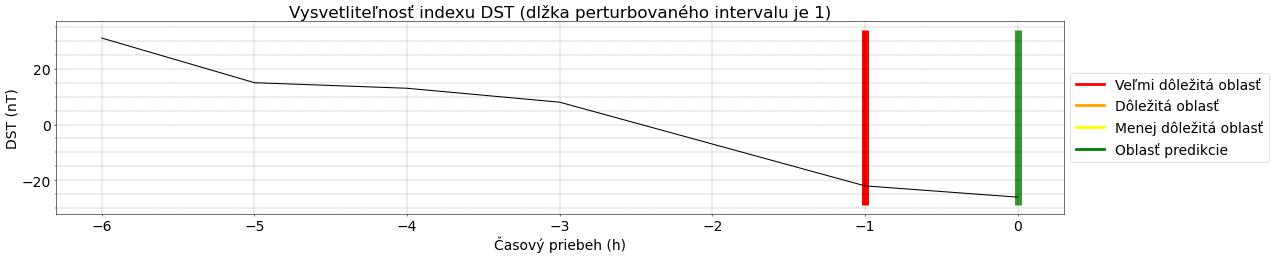 Vysvetliteľnosť indexu DST (dĺžka perturbovaného intervalu je 1)
DST (nT)
20
0
−20
−6
−5
−4
−3
−2
−1
0
Časový priebeh (h)
Veľmi dôležitá oblasť
Dôležitá oblasť
Menej dôležitá oblasť
Oblasť predikcie